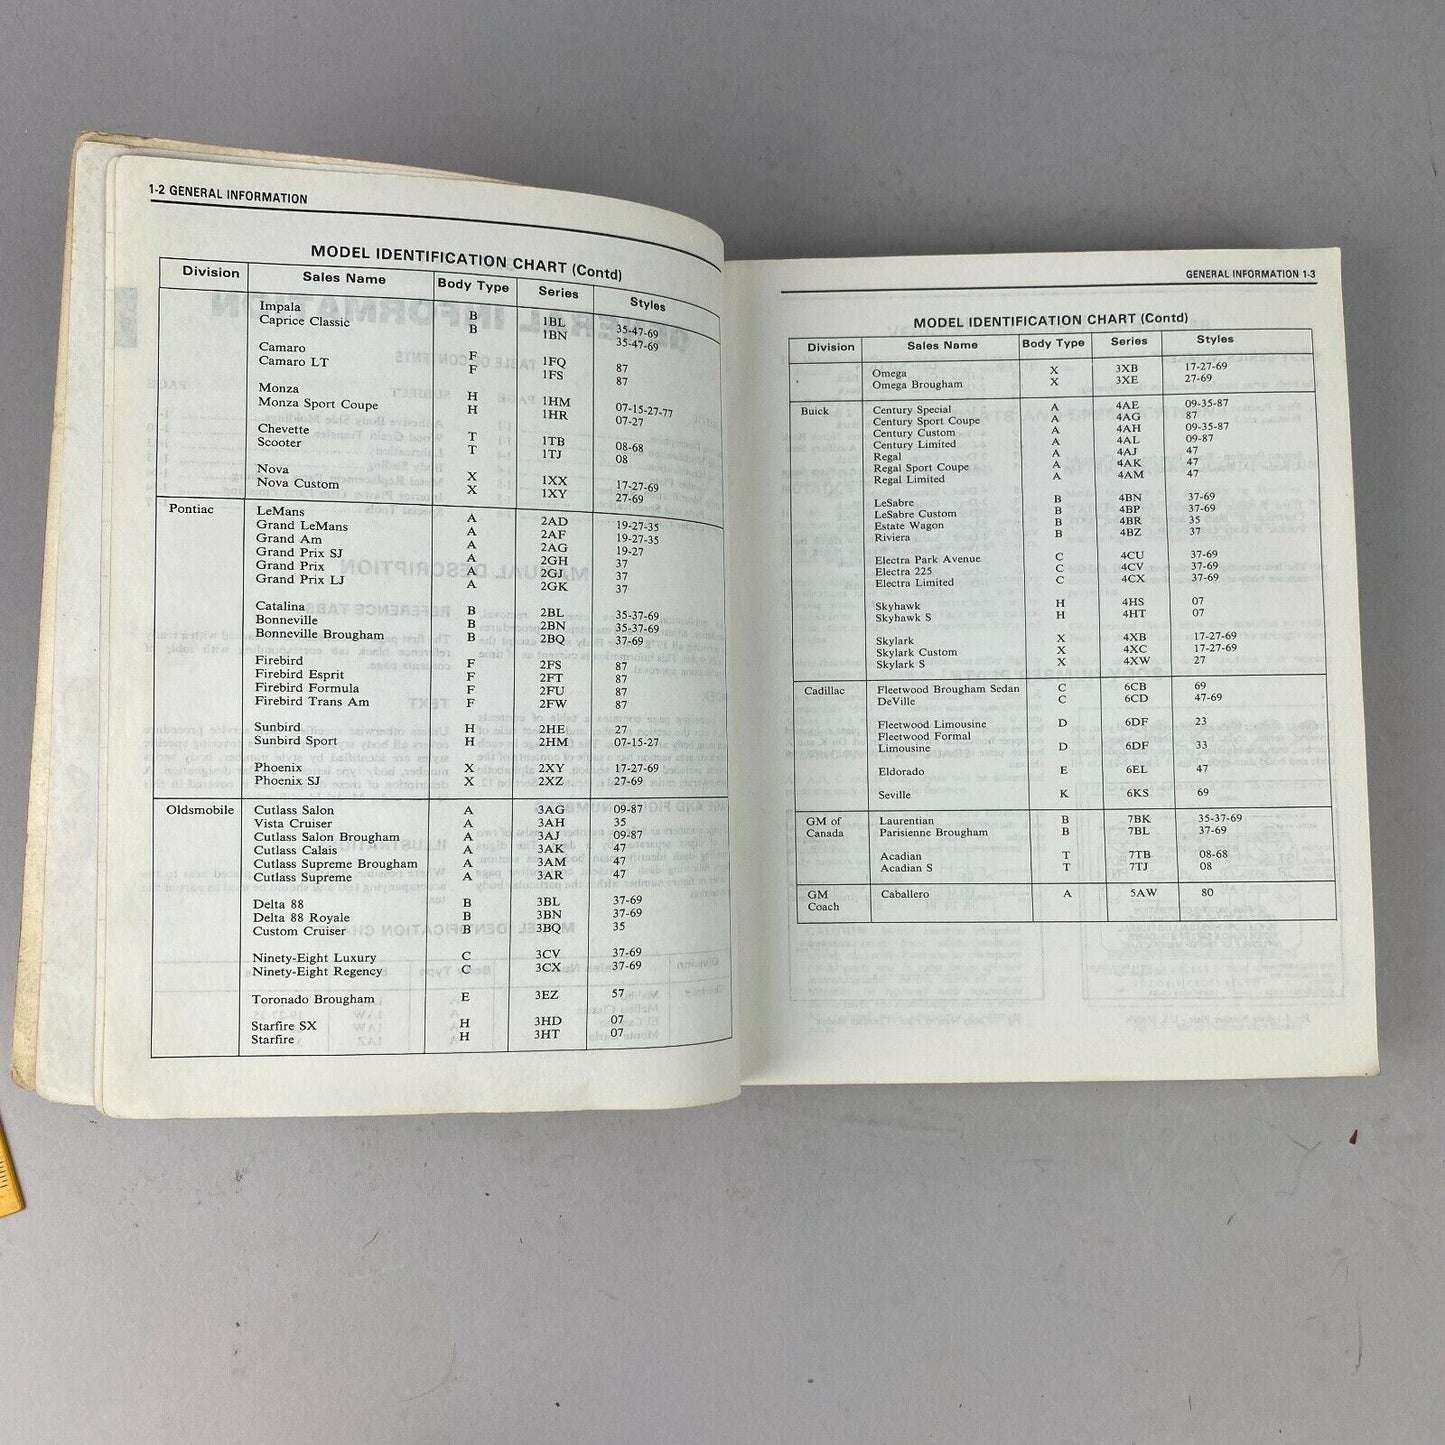 1-2 GENERAL INFORMATION
MODEL IDENTIFICATION CHART (Contd)
Division Sales Name Body Type Series Styles
Impala B 1BL 35-47-69
Caprice Classic B 1BN 35-47-69
Camaro F 1FQ 87
Camaro LT F 1FS 87
Monza H 1HM 07-15-27-77
Monza Sport Coupe H 1HR 07-27
Chevette T 1TB 08-68
Scooter T 1TJ 08
Nova X 1XX 17-27-69
Nova Custom X 1XY 27-69
Pontiac LeMans A 2AD 19-27-35
Grand LeMans A 2AF 19-27-35
Grand Am A 2AG 19-27
Grand Prix SJ A 2GH 37
Grand Prix A 2GJ 37
Grand Prix LJ A 2GK 37
Catalina B 2BL 35-37-69
Bonneville B 2BN 35-37-69
Bonneville Brougham B 2BQ 37-69
Firebird F 2FS 87
Firebird Esprit F 2FT 87
Firebird Formula F 2FU 87
Firebird Trans Am F 2FW 87
Sunbird H 2HE 27
Sunbird Sport H 2HM 07-15-27
Phoenix X 2XY 17-27-69
Phoenix SJ X 2XZ 27-69
Oldsmobile Cutlass Salon A 3AG 09-87
Vista Cruiser A 3AH 35
Cutlass Salon Brougham A 3AJ 09-87
Cutlass Calais A 3AK 47
Cutlass Supreme Brougham A 3AM 47
Cutlass Supreme A 3AR 47
Delta 88 B 3BL 37-69
Delta 88 Royale B 3BN 37-69
Custom Cruiser B 3BQ 35
Ninety-Eight Luxury C 3CV 37-69
Ninety-Eight Regency C 3CX 37-69
Toronado Brougham E 3EZ 57
Starfire SX H 3HD 07
Starfire H 3HT 07
GENERAL INFORMATION 1-3
MODEL IDENTIFICATION CHART (Contd)
Division Sales Name Body Type Series Styles
Omega X 3XB 17-27-69
Omega Brougham X 3XE 27-69
Buick Century Special A 4AE 09-35-87
Century Sport Coupe A 4AG 87
Century Custom A 4AH 09-35-87
Century Limited A 4AL 09-87
Regal A 4AJ 47
Regal Sport Coupe A 4AK 47
Regal Limited A 4AM 47
LeSabre B 4BN 37-69
LeSabre Custom B 4BP 37-69
Estate Wagon B 4BR 35
Riviera B 4BZ 37
Electra Park Avenue C 4CU 37-69
Electra 225 C 4CV 37-69
Electra Limited C 4CX 37-69
Skyhawk H 4HS 07
Skyhawk S H 4HT 07
Skylark X 4XB 17-27-69
Skylark Custom X 4XC 17-27-69
Skylark S X 4XW 27
Cadillac Fleetwood Brougham Sedan C 6CB 69
DeVille C 6CD 47-69
Fleetwood Limousine D 6DF 23
Fleetwood Formal
Limousine D 6DF 33
Eldorado E 6EL 47
Seville K 6KS 69
GM of Laurentian B 7BK 35-37-69
Canada Parisienne Brougham B 7BL 37-69
Acadian T 7TB 08-68
Acadian S T 7TJ 08
GM Caballero A 5AW 80
Coach